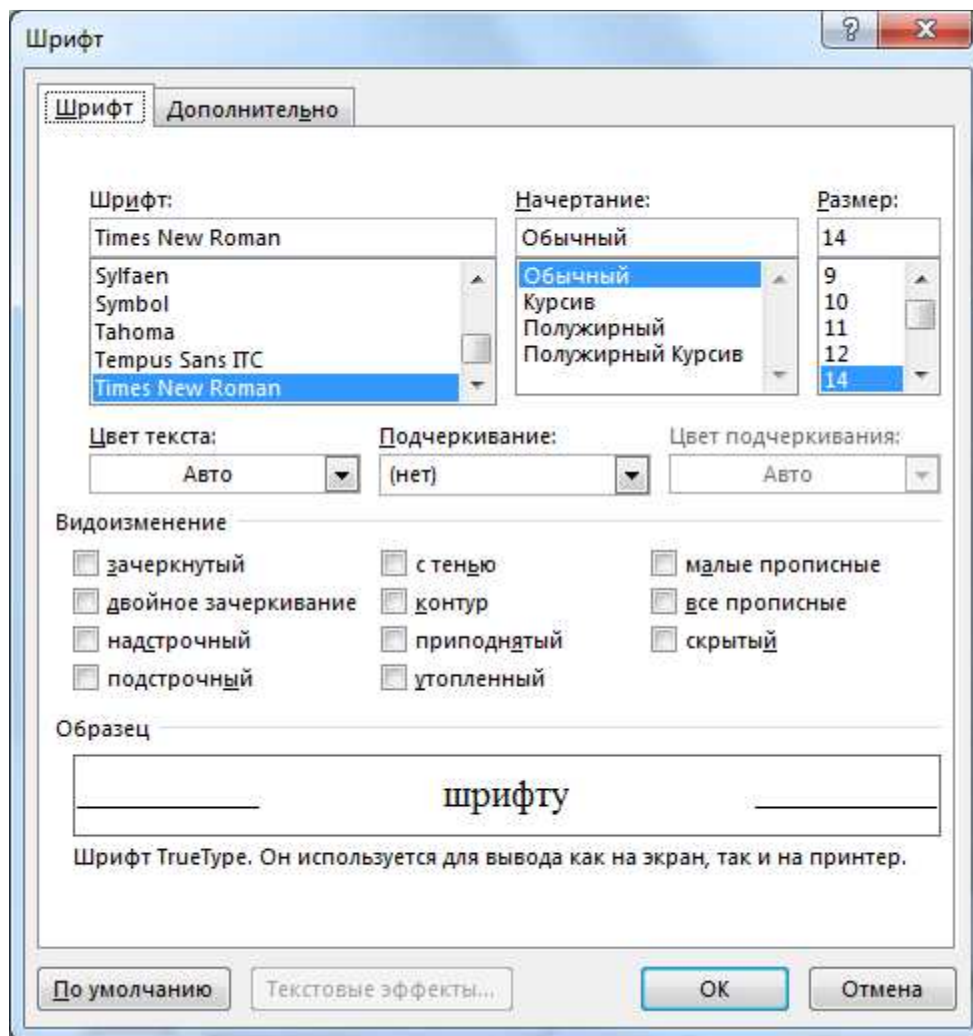 Шрифт
Шрифт Дополнительно
Шрифт: Начертание: Размер:
Times New Roman Обычный 14
Sylfaen Обычный 9
Symbol Курсив 10
Tahoma Полужирный 11
Tempus Sans ITC Полужирный Курсив 12
Times New Roman 14
Цвет текста: Подчеркивание: Цвет подчеркивания:
Авто (нет) Авто
Видоизменение
зачеркнутый с тенью малые прописные
двойное зачеркивание контур все прописные
надстрочный приподнятый скрытый
подстрочный утопленный
Образец
шрифту
Шрифт TrueType. Он используется для вывода как на экран, так и на принтер.
По умолчанию Текстовые эффекты... ОК Отмена